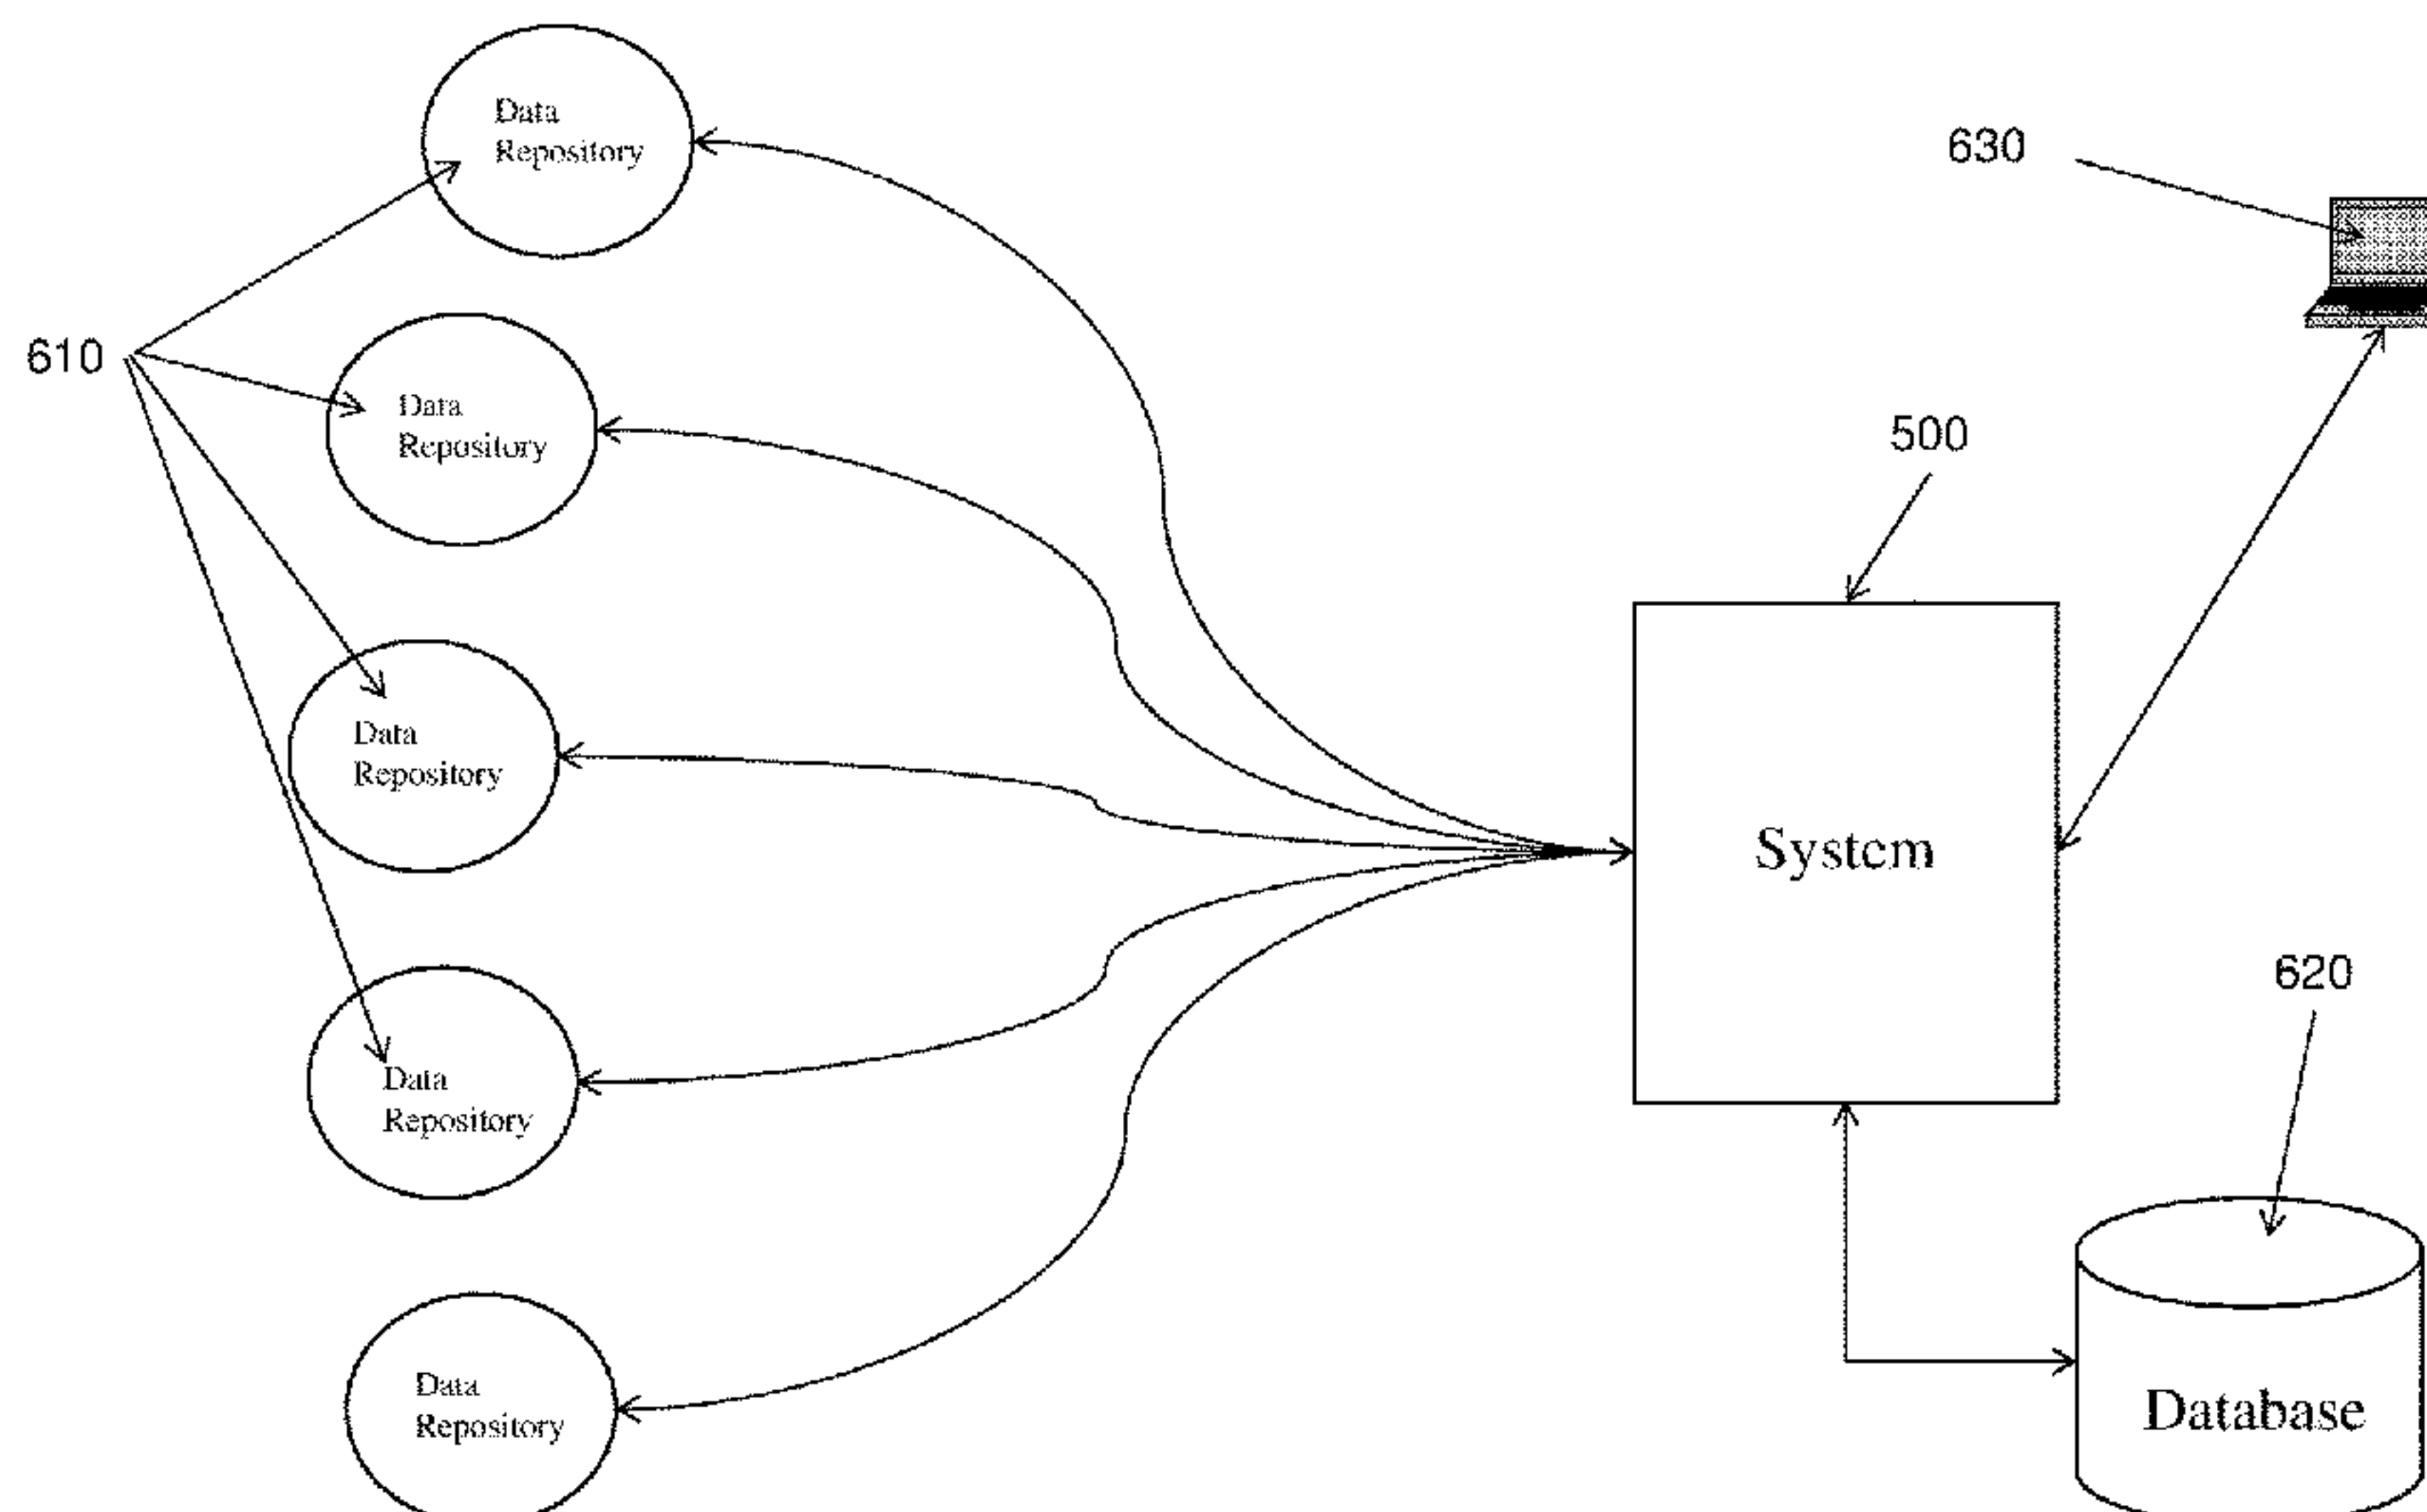 Data
Repository
630
610
Data
Repository
500
Data
Repository
System
620
Data
Repository
Data
Repository
Database